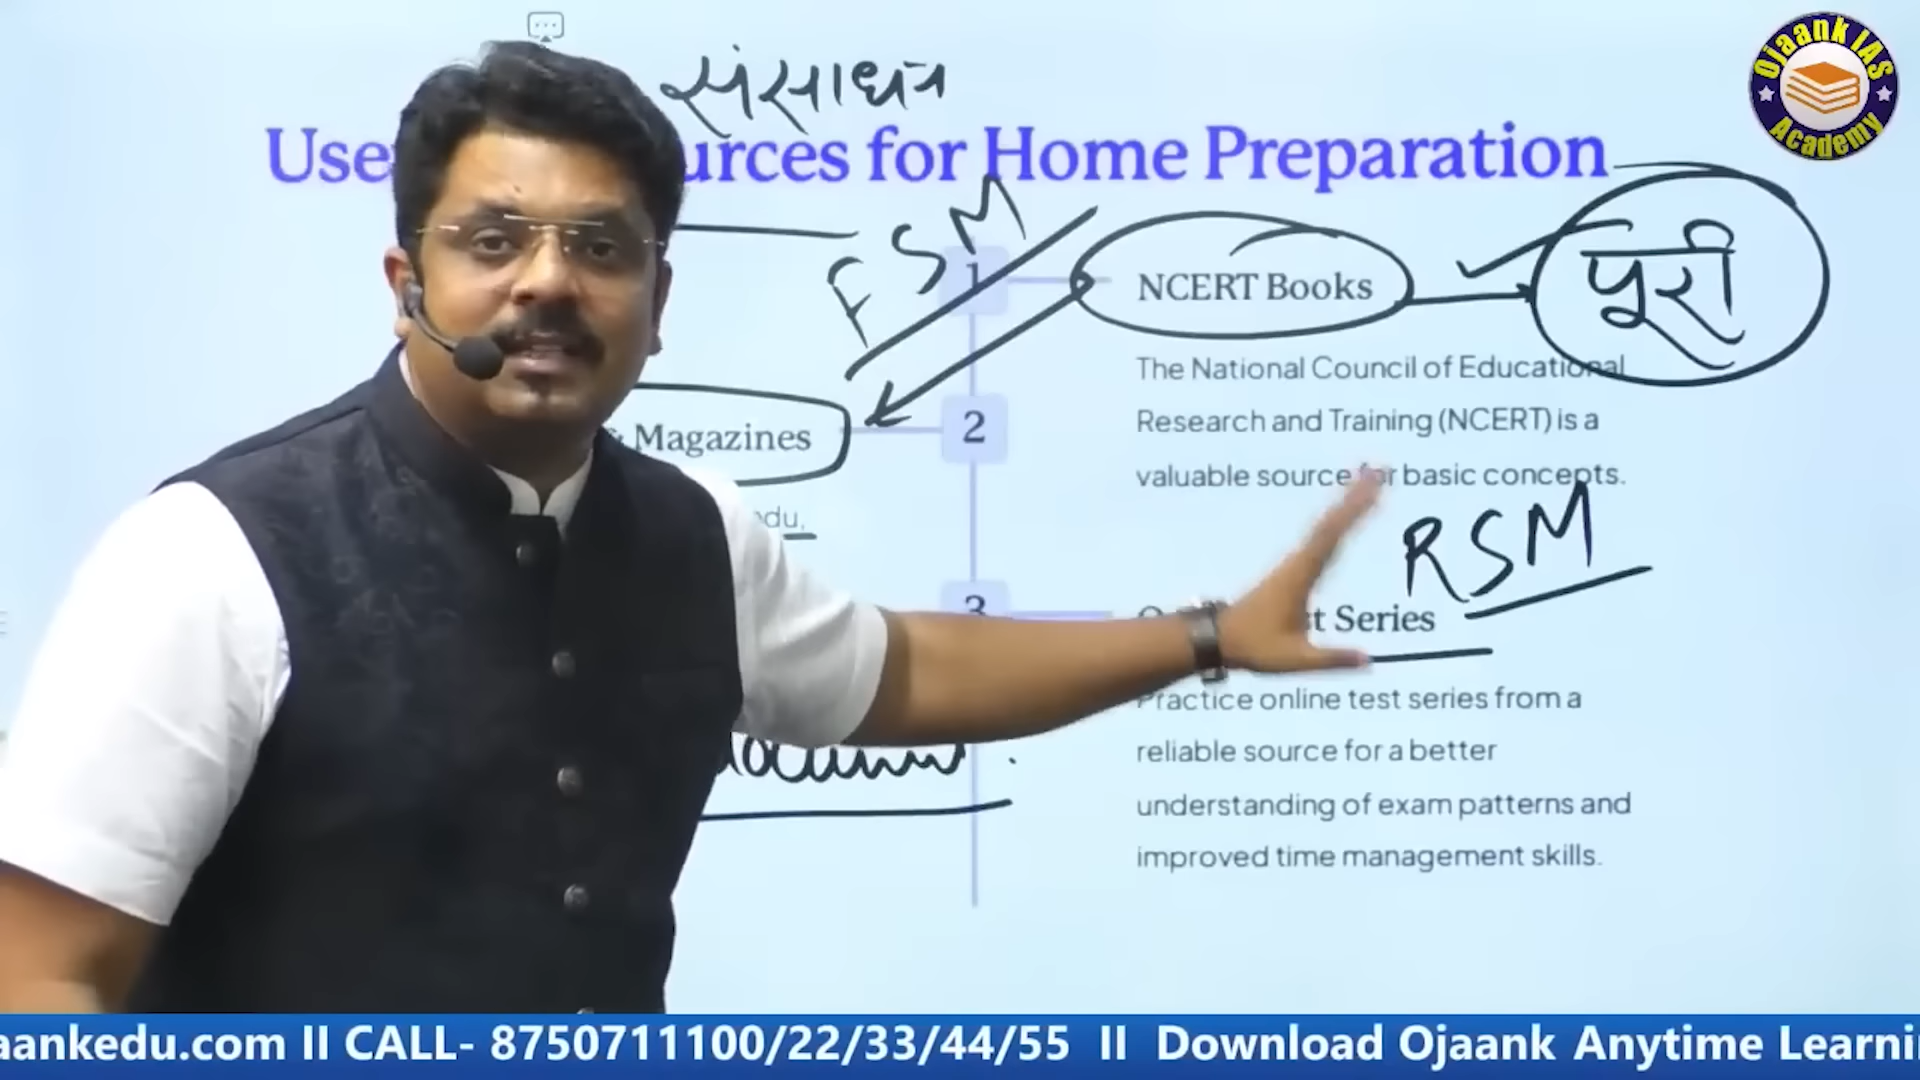 Ojaank IAS Academy
संसाधन
Use urces for Home Preparation
FSM
1
NCERT Books
पूरी
The National Council of Educational
Research and Training (NCERT) is a
valuable source for basic concepts.
Magazines
2
edu,
RSM
3
Series
Practice online test series from a
reliable source for a better
understanding of exam patterns and
improved time management skills.
aankedu.com II CALL- 8750711100/22/33/44/55 II Download Ojaank Anytime Learni